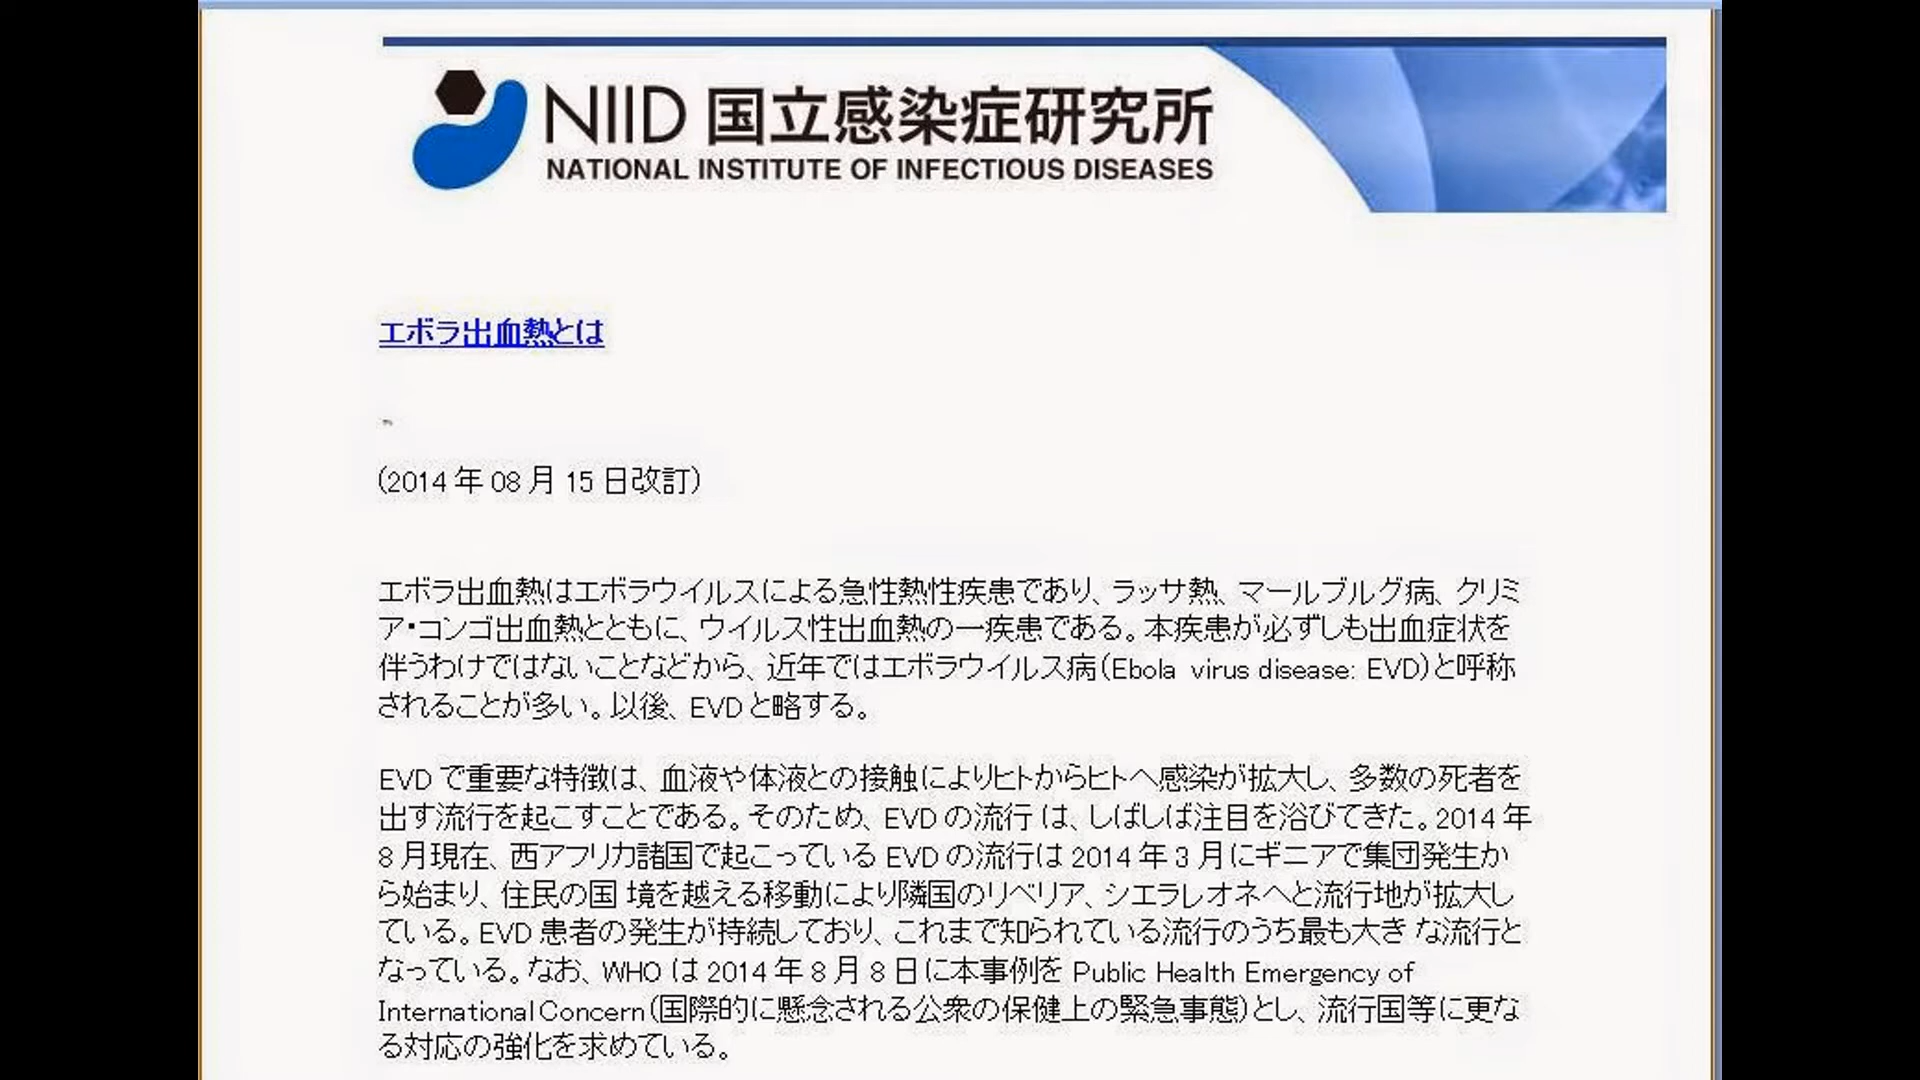 NIID 国立感染症研究所
NATIONAL INSTITUTE OF INFECTIOUS DISEASES
エボラ出血熱とは
(2014 年 08 月 15 日改訂)
エボラ出血熱はエボラウイルスによる急性熱性疾患であり、ラッサ熱、マールブルグ病、クリミ
ア・コンゴ出血熱とともに、ウイルス性出血熱の一疾患である。本疾患が必ずしも出血症状を
伴うわけではないことなどから、近年ではエボラウイルス病(Ebola virus disease: EVD)と呼称
されることが多い。以後、EVD と略する。
EVD で重要な特徴は、血液や体液との接触によりヒトからヒトへ感染が拡大し、多数の死者を
出す流行を起こすことである。そのため、EVD の流行 は、しばしば注目を浴びてきた。2014 年
8 月現在、西アフリカ諸国で起こっている EVD の流行は 2014 年 3 月にギニアで集団発生か
ら始まり、住民の国 境を越える移動により隣国のリベリア、シエラレオネへと流行地が拡大し
ている。EVD 患者の発生が持続しており、これまで知られている流行のうち最も大き な流行と
なっている。なお、WHO は 2014 年 8 月 8 日に本事例を Public Health Emergency of
International Concern(国際的に懸念される公衆の保健上の緊急事態)とし、流行国等に更な
る対応の強化を求めている。